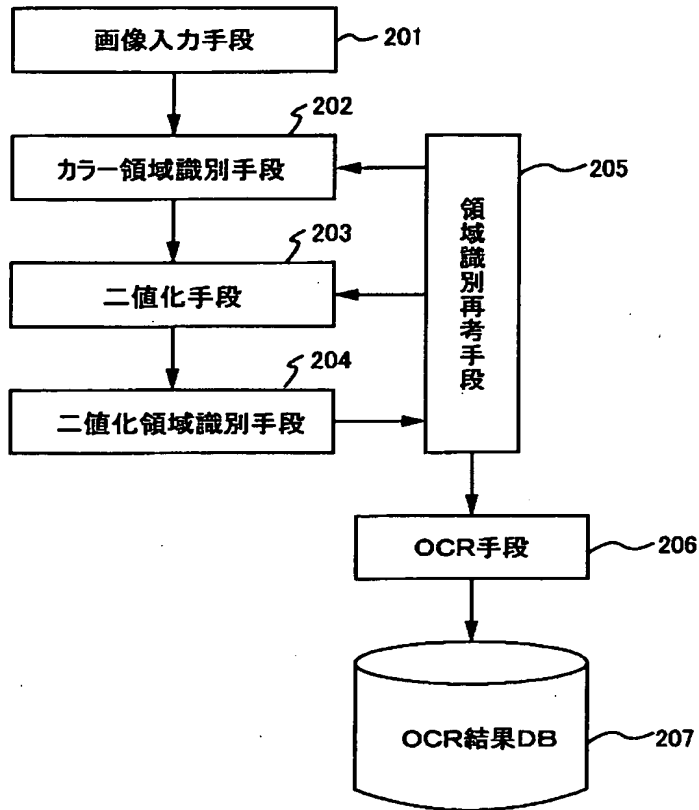 画像入力手段
201
202
カラー領域識別手段
205
領域識別再考手段
203
二値化手段
204
二値化領域識別手段
OCR手段
206
OCR結果DB
207